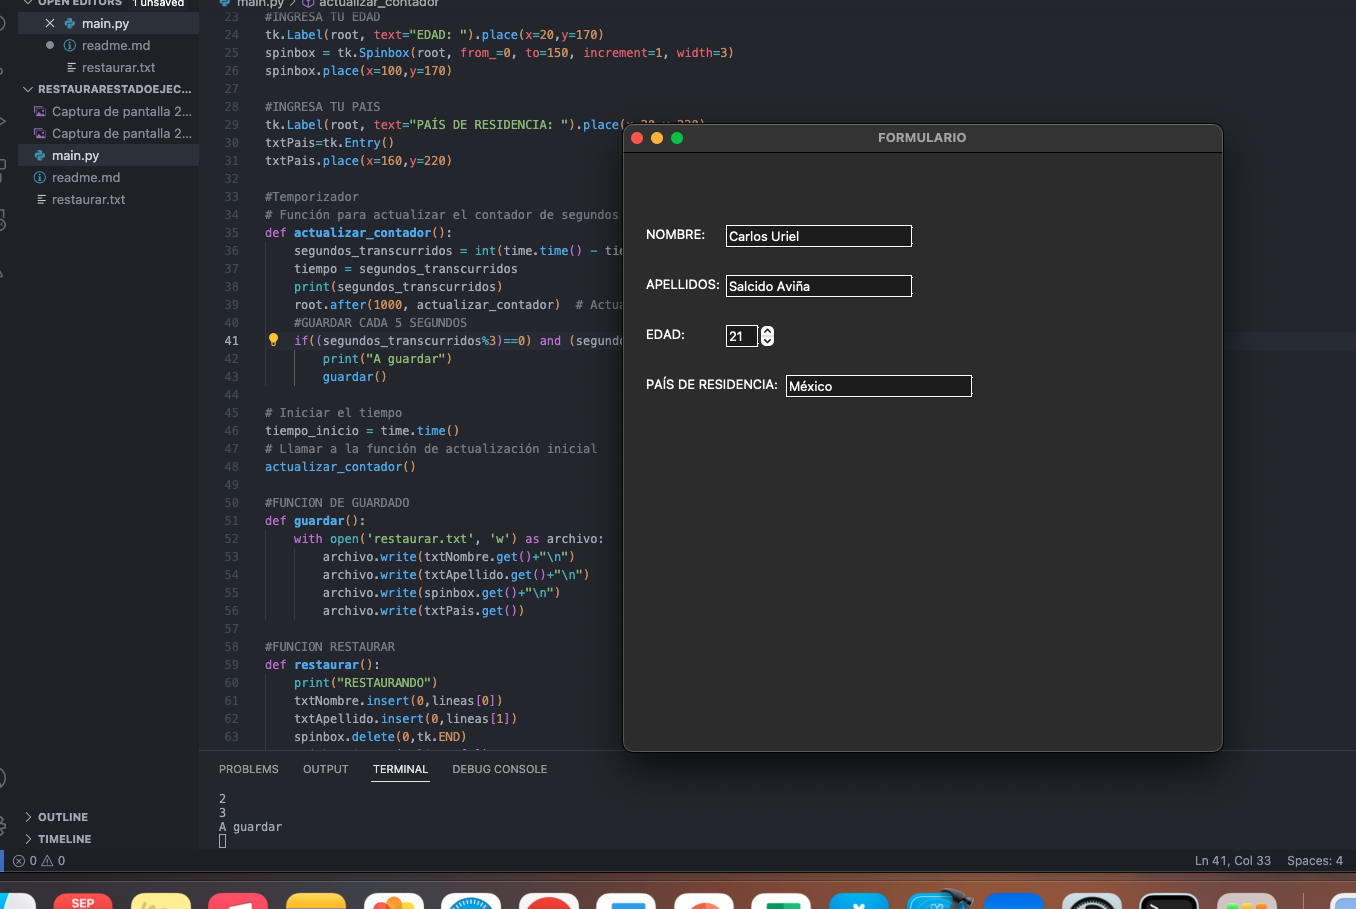 OPEN EDITORS 1 unsaved
main.py
readme.md
restaurar.txt
RESTAURARESTADOEJEC...
Captura de pantalla 2...
Captura de pantalla 2...
main.py
readme.md
restaurar.txt
OUTLINE
TIMELINE
main.py > actualizar_contador
23 #INGRESA TU EDAD
24 tk.Label(root, text="EDAD: ").place(x=20,y=170)
25 spinbox = tk.Spinbox(root, from_=0, to=150, increment=1, width=3)
26 spinbox.place(x=100,y=170)
27
28 #INGRESA TU PAIS
29 tk.Label(root, text="PAÍS DE RESIDENCIA: ").place(
30 txtPais=tk.Entry()
31 txtPais.place(x=160,y=220)
32
33 #Temporizador
34 # Función para actualizar el contador de segundos
35 def actualizar_contador():
36 segundos_transcurridos = int(time.time() - tie
37 tiempo = segundos_transcurridos
38 print(segundos_transcurridos)
39 root.after(1000, actualizar_contador) # Actua
40 #GUARDAR CADA 5 SEGUNDOS
41 if((segundos_transcurridos%3)==0) and (segund
42 print("A guardar")
43 guardar()
44
45 # Iniciar el tiempo
46 tiempo_inicio = time.time()
47 # Llamar a la función de actualización inicial
48 actualizar_contador()
49
50 #FUNCION DE GUARDADO
51 def guardar():
52 with open('restaurar.txt', 'w') as archivo:
53 archivo.write(txtNombre.get()+"\n")
54 archivo.write(txtApellido.get()+"\n")
55 archivo.write(spinbox.get()+"\n")
56 archivo.write(txtPais.get())
57
58 #FUNCION RESTAURAR
59 def restaurar():
60 print("RESTAURANDO")
61 txtNombre.insert(0,lineas[0])
62 txtApellido.insert(0,lineas[1])
63 spinbox.delete(0,tk.END)
FORMULARIO
NOMBRE: Carlos Uriel
APELLIDOS: Salcido Aviña
EDAD: 21
PAÍS DE RESIDENCIA: México
PROBLEMS OUTPUT TERMINAL DEBUG CONSOLE
2
3
A guardar
0 0
Ln 41, Col 33 Spaces: 4
SEP